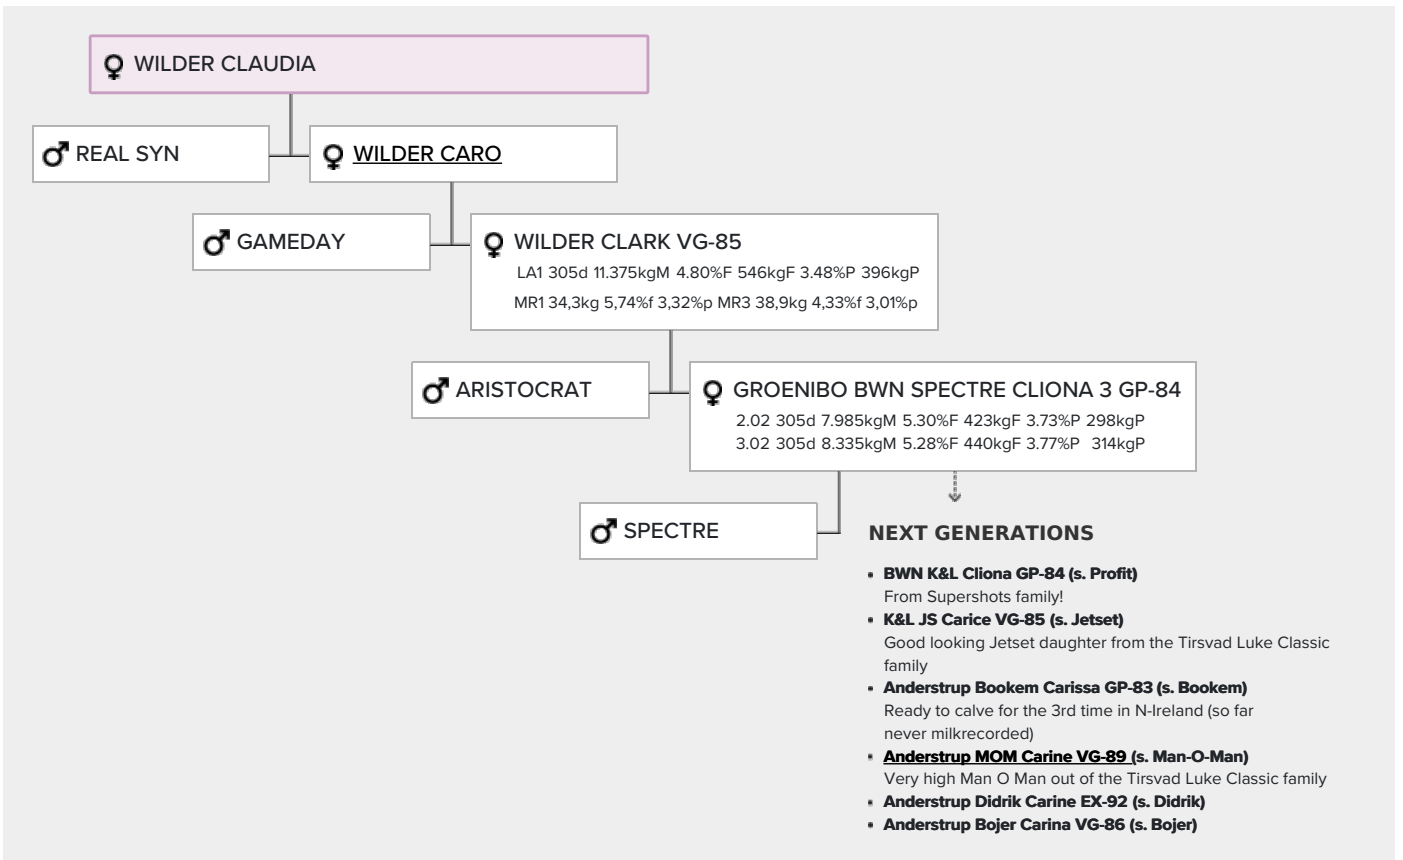 ♀ WILDER CLAUDIA
♂ REAL SYN
♀ WILDER CARO
♂ GAMEDAY
♀ WILDER CLARK VG-85
LA1 305d 11.375kgM 4.80%F 546kgF 3.48%P 396kgP
MR1 34,3kg 5,74%f 3,32%p MR3 38,9kg 4,33%f 3,01%p
♂ ARISTOCRAT
♀ GROENIBO BWN SPECTRE CLIONA 3 GP-84
2.02 305d 7.985kgM 5.30%F 423kgF 3.73%P 298kgP
3.02 305d 8.335kgM 5.28%F 440kgF 3.77%P 314kgP
♂ SPECTRE
NEXT GENERATIONS
• BWN K&L Cliona GP-84 (s. Profit)
From Supershots family!
• K&L JS Carice VG-85 (s. Jetset)
Good looking Jetset daughter from the Tirsvad Luke Classic
family
• Anderstrup Bookem Carissa GP-83 (s. Bookem)
Ready to calve for the 3rd time in N-Ireland (so far
never milkrecorded)
• Anderstrup MOM Carine VG-89 (s. Man-O-Man)
Very high Man O Man out of the Tirsvad Luke Classic family
• Anderstrup Didrik Carine EX-92 (s. Didrik)
• Anderstrup Bojer Carina VG-86 (s. Bojer)